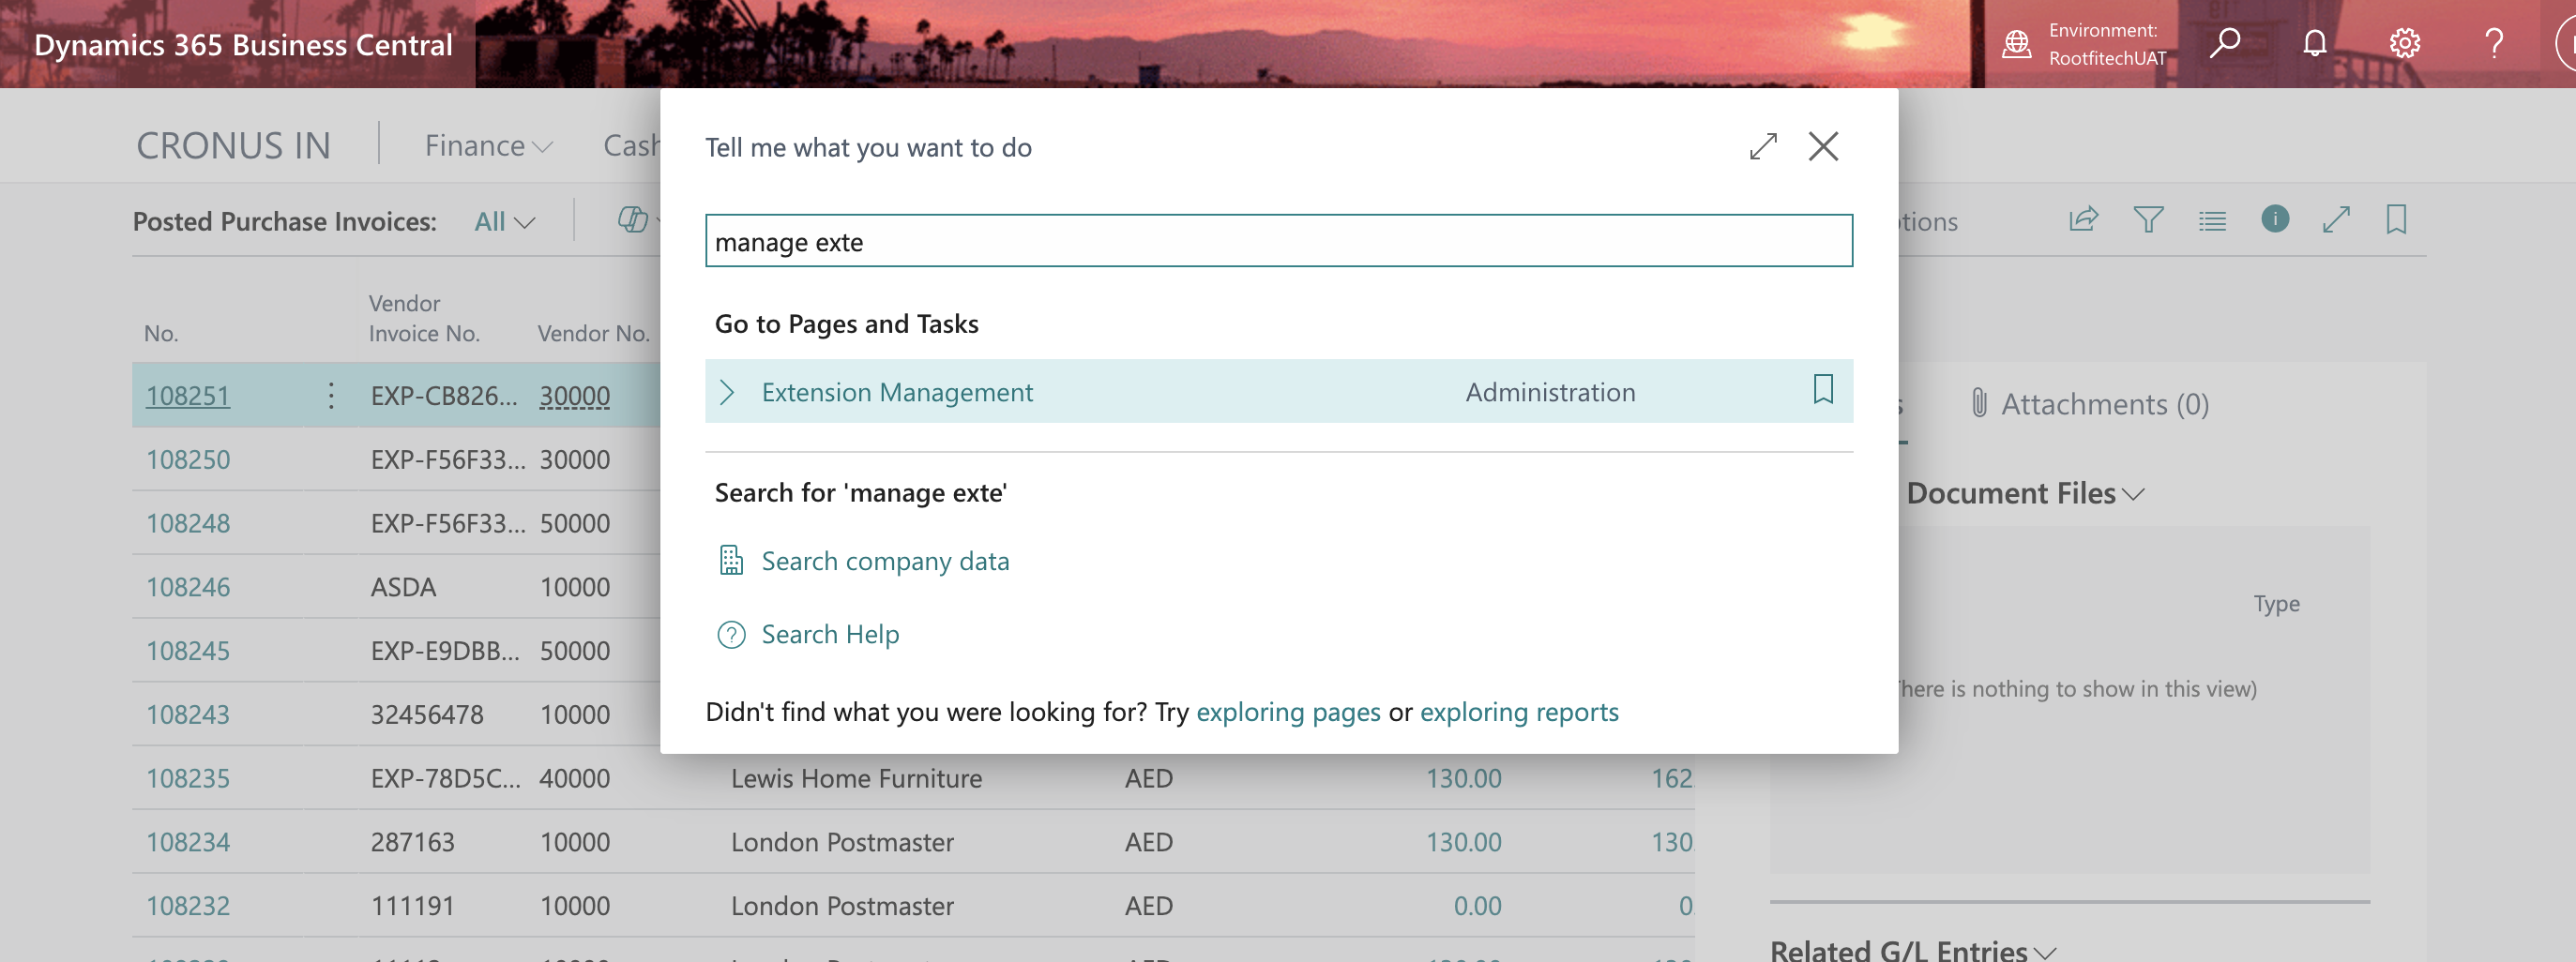 Dynamics 365 Business Central
Environment:
RootfitechUAT
CRONUS IN
Finance
Cash
Tell me what you want to do
manage exte
Go to Pages and Tasks
Extension Management Administration
Search for 'manage exte'
Search company data
Search Help
Didn't find what you were looking for? Try exploring pages or exploring reports
Posted Purchase Invoices: All
No. Vendor Invoice No. Vendor No.
108251 EXP-CB826... 30000
108250 EXP-F56F33... 30000
108248 EXP-F56F33... 50000
108246 ASDA 10000
108245 EXP-E9DBB... 50000
108243 32456478 10000
108235 EXP-78D5C... 40000 Lewis Home Furniture AED 130.00 162.
108234 287163 10000 London Postmaster AED 130.00 130.
108232 111191 10000 London Postmaster AED 0.00 0.
Attachments (0)
Document Files
Type
here is nothing to show in this view)
Related G/L Entries